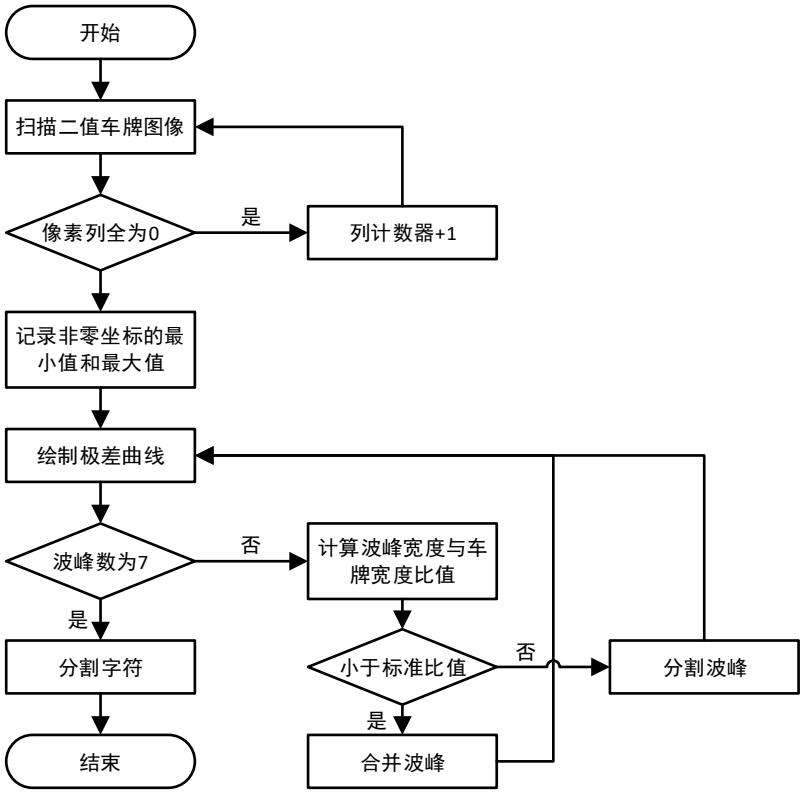 开始
扫描二值车牌图像
像素列全为0
是
列计数器+1
记录非零坐标的最
小值和最大值
绘制极差曲线
波峰数为7
否
计算波峰宽度与车
牌宽度比值
是
分割字符
小于标准比值
否
分割波峰
是
结束
合并波峰